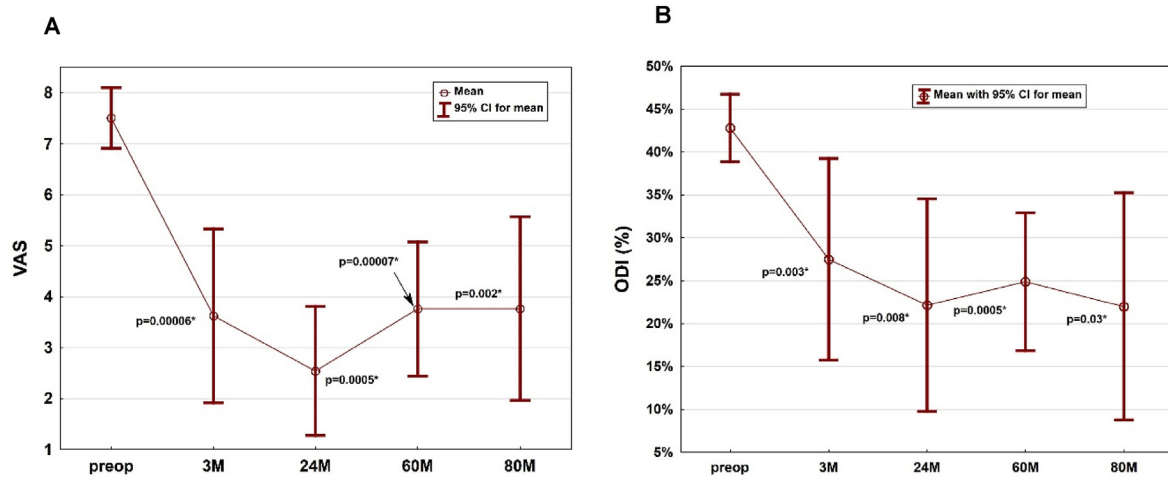 A
VAS
8
7
6
5
4
3
2
1
Mean
95% CI for mean
p=0.00006*
p=0.0005*
p=0.00007*
p=0.002*
preop 3M 24M 60M 80M
B
ODI (%)
50%
45%
40%
35%
30%
25%
20%
15%
10%
5%
Mean with 95% CI for mean
p=0.003*
p=0.008*
p=0.0005*
p=0.03*
preop 3M 24M 60M 80M